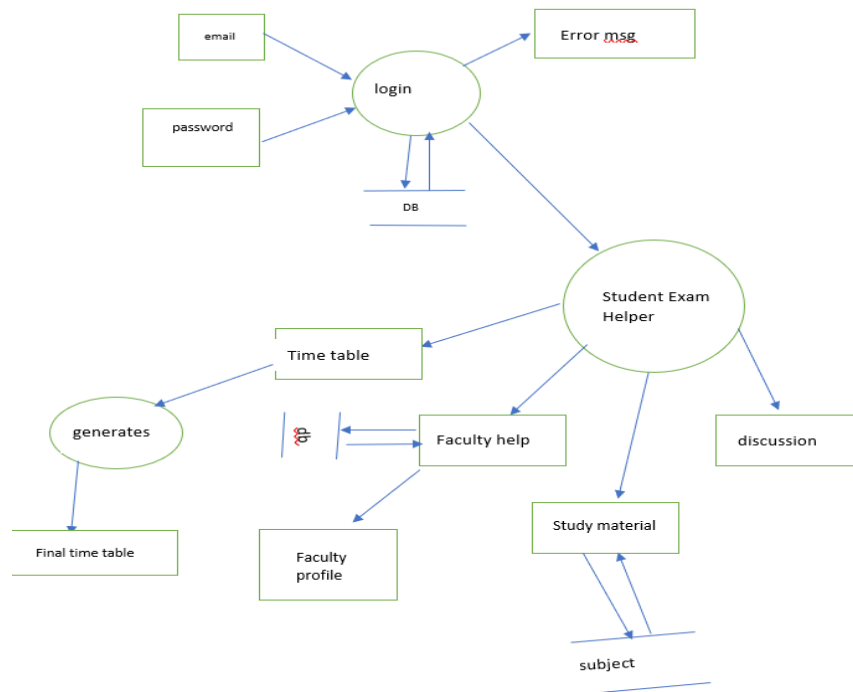 email
Error msg
login
password
DB
Student Exam
Helper
Time table
generates
db
Faculty help
discussion
Study material
Final time table
Faculty
profile
subject